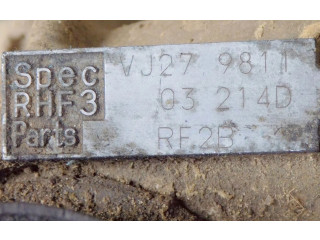 Spec VJ27 9811
RHF3 03 214D
Parts RF2B